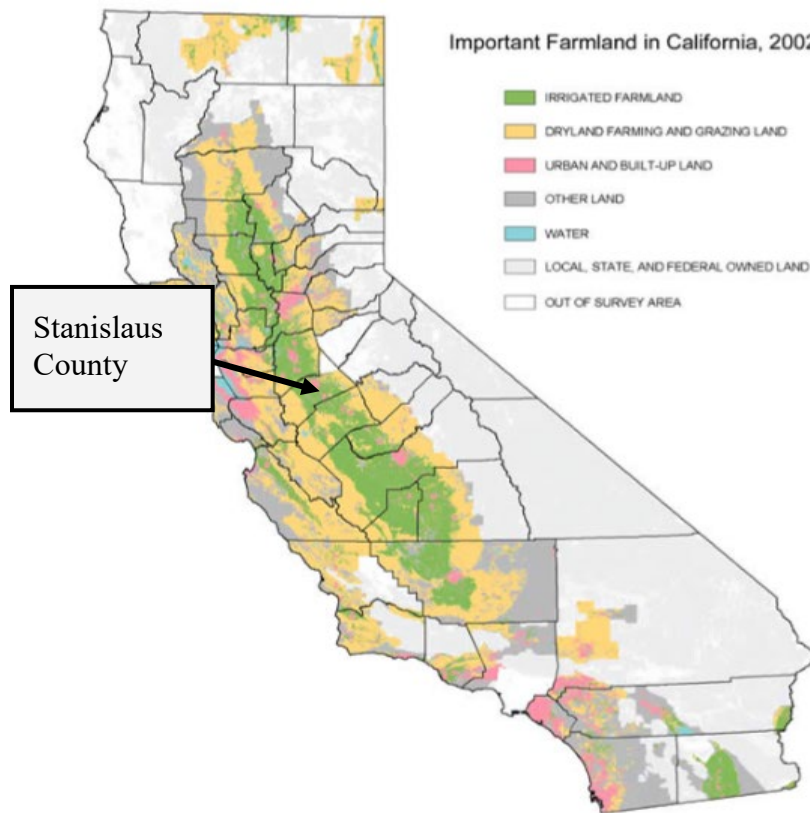 Important Farmland in California, 2002
IRRIGATED FARMLAND
DRYLAND FARMING AND GRAZING LAND
URBAN AND BUILT-UP LAND
OTHER LAND
WATER
LOCAL, STATE, AND FEDERAL OWNED LAND
OUT OF SURVEY AREA
Stanislaus
County